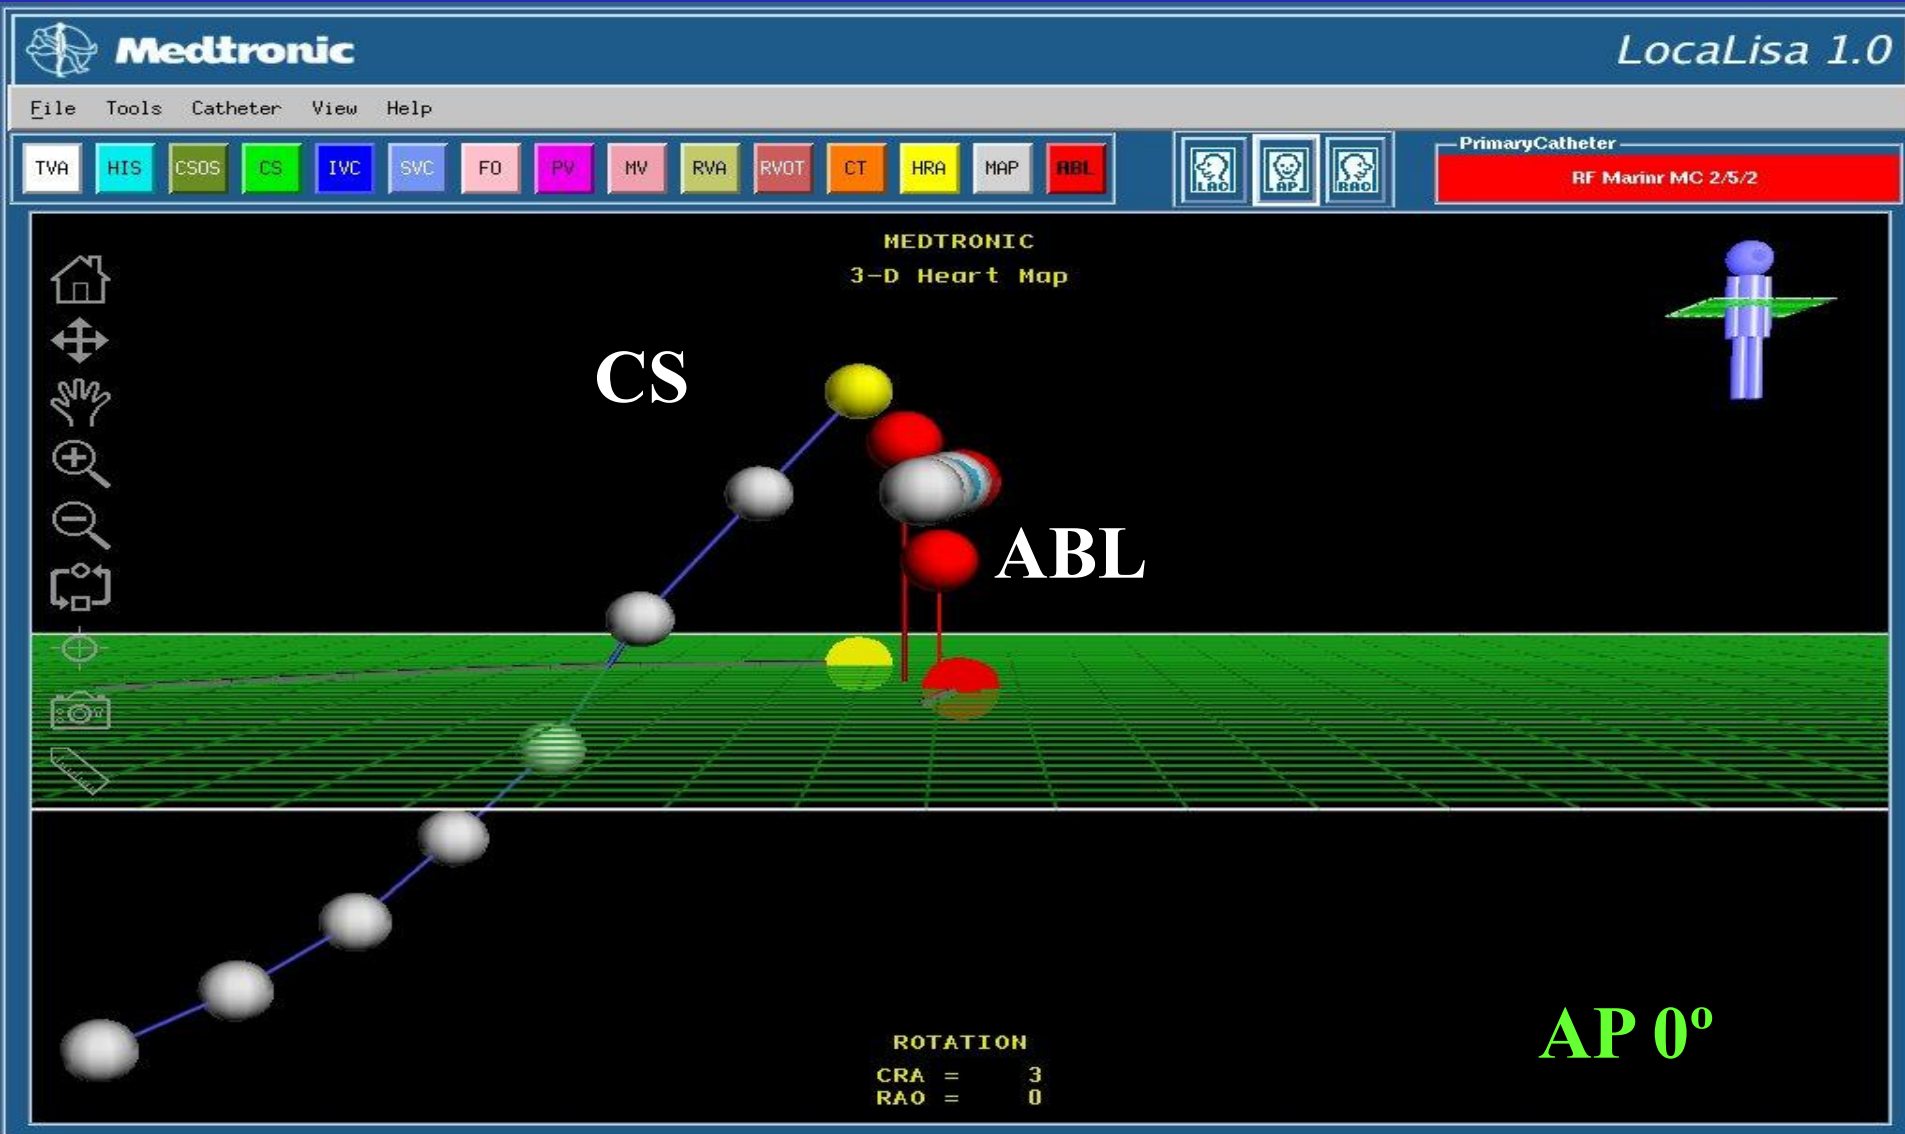 Medtronic
LocaLisa 1.0
File Tools Catheter View Help
PrimaryCatheter
TVA HIS CSOS CS IVC SVC FO PV MV RVA RVOT CT HRA MAP ABL
LAO AP RAO
RF Marinr MC 2/5/2
MEDTRONIC
3-D Heart Map
CS
ABL
ROTATION
CRA = 3
RAO = 0
AP 0º